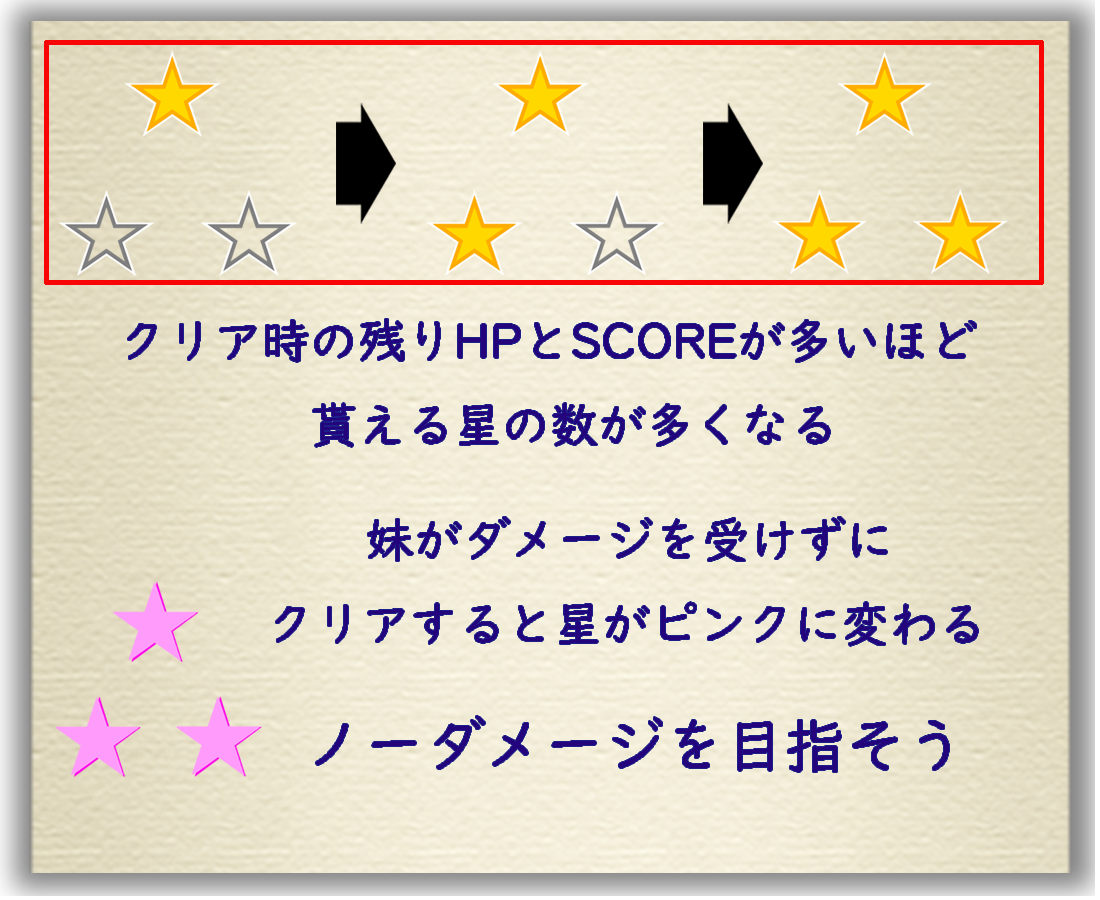 クリア時の残りHPとSCOREが多いほど
貰える星の数が多くなる
妹がダメージを受けずに
クリアすると星がピンクに変わる
ノーダメージを目指そう